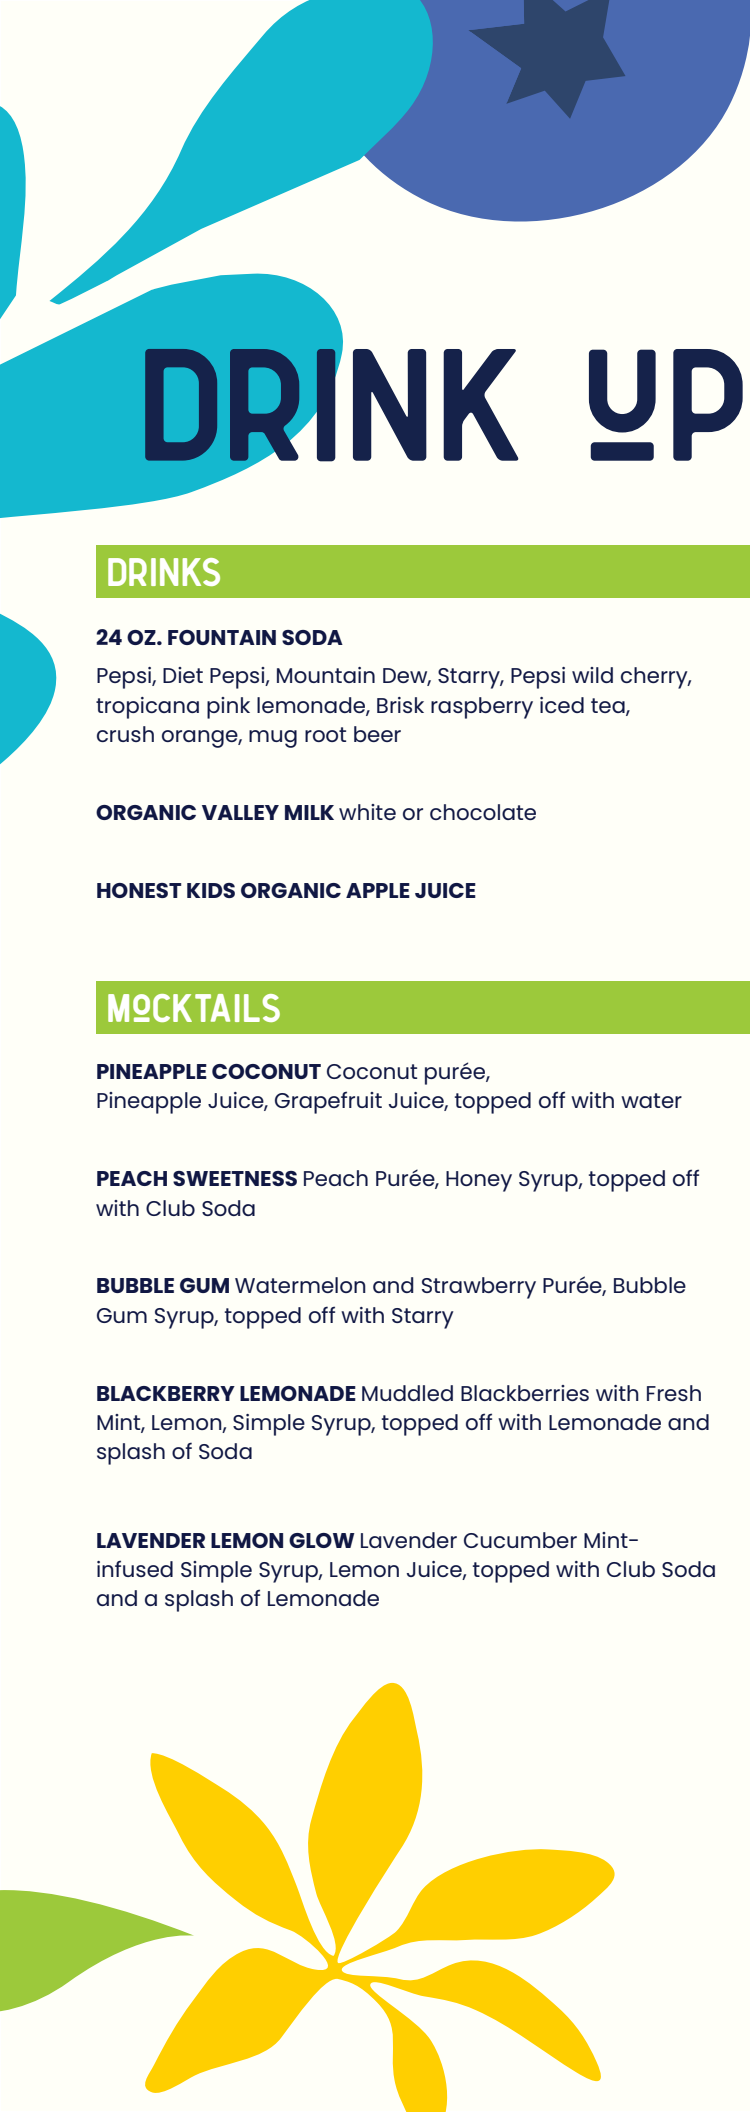 DRINK UP
DRINKS
24 OZ. FOUNTAIN SODA
Pepsi, Diet Pepsi, Mountain Dew, Starry, Pepsi wild cherry,
tropicana pink lemonade, Brisk raspberry iced tea,
crush orange, mug root beer
ORGANIC VALLEY MILK white or chocolate
HONEST KIDS ORGANIC APPLE JUICE
MOCKTAILS
PINEAPPLE COCONUT Coconut purée,
Pineapple Juice, Grapefruit Juice, topped off with water
PEACH SWEETNESS Peach Purée, Honey Syrup, topped off
with Club Soda
BUBBLE GUM Watermelon and Strawberry Purée, Bubble
Gum Syrup, topped off with Starry
BLACKBERRY LEMONADE Muddled Blackberries with Fresh
Mint, Lemon, Simple Syrup, topped off with Lemonade and
splash of Soda
LAVENDER LEMON GLOW Lavender Cucumber Mint-
infused Simple Syrup, Lemon Juice, topped with Club Soda
and a splash of Lemonade